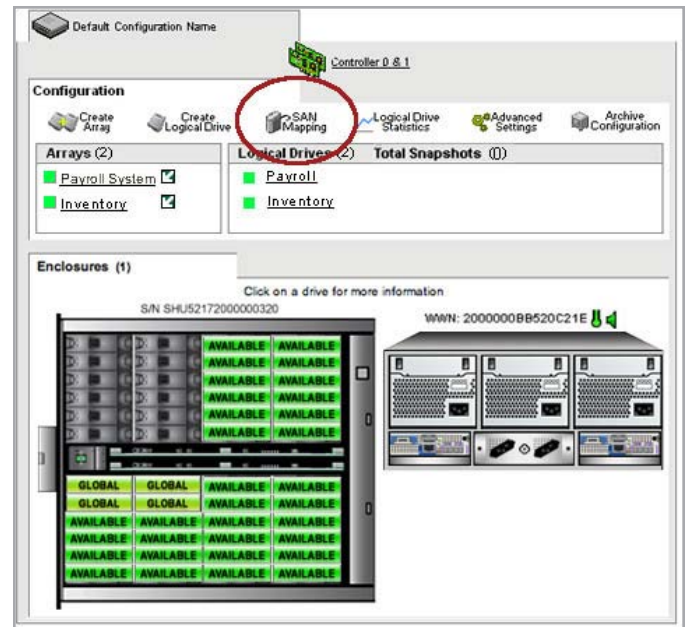 Default Configuration Name
Controller 0 & 1
Configuration
Create Array
Create Logical Drive
SAN Mapping
Logical Drive Statistics
Advanced Settings
Archive Configuration
Arrays (2)
Logical Drives (2) Total Snapshots (0)
Payroll System
Inventory
Payroll
Inventory
Enclosures (1)
Click on a drive for more information
S/N SHU52172000000320
WWN: 2000000BB520C21E
AVAILABLE AVAILABLE
AVAILABLE AVAILABLE
AVAILABLE AVAILABLE
AVAILABLE AVAILABLE
AVAILABLE AVAILABLE
AVAILABLE AVAILABLE
GLOBAL GLOBAL AVAILABLE AVAILABLE
GLOBAL GLOBAL AVAILABLE AVAILABLE
AVAILABLE AVAILABLE AVAILABLE AVAILABLE
AVAILABLE AVAILABLE AVAILABLE AVAILABLE
AVAILABLE AVAILABLE AVAILABLE AVAILABLE
AVAILABLE AVAILABLE AVAILABLE AVAILABLE